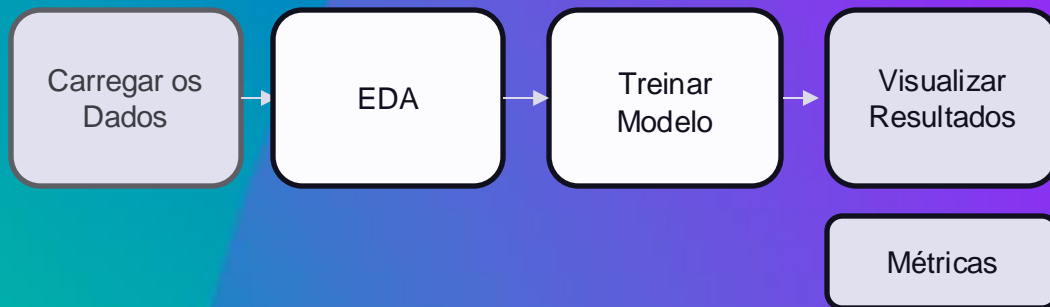 Carregar os
Dados
EDA
Treinar
Modelo
Visualizar
Resultados
Métricas